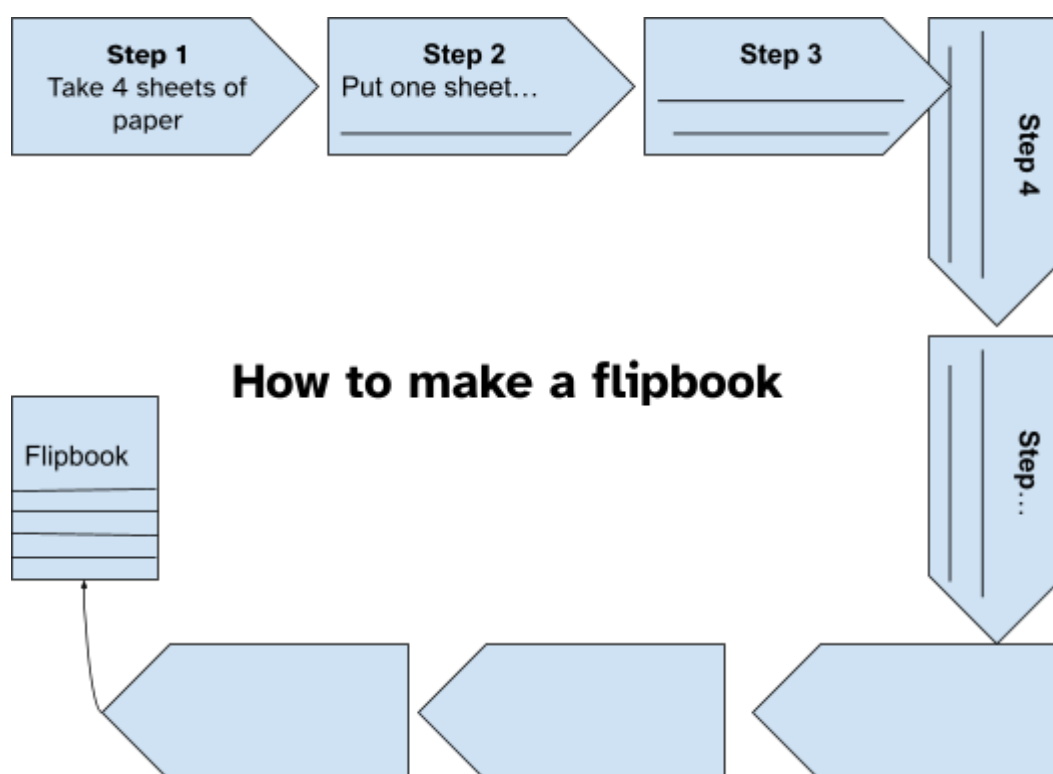 Step 1
Take 4 sheets of
paper
Step 2
Put one sheet…
Step 3
Step 4
How to make a flipbook
Step…
Flipbook